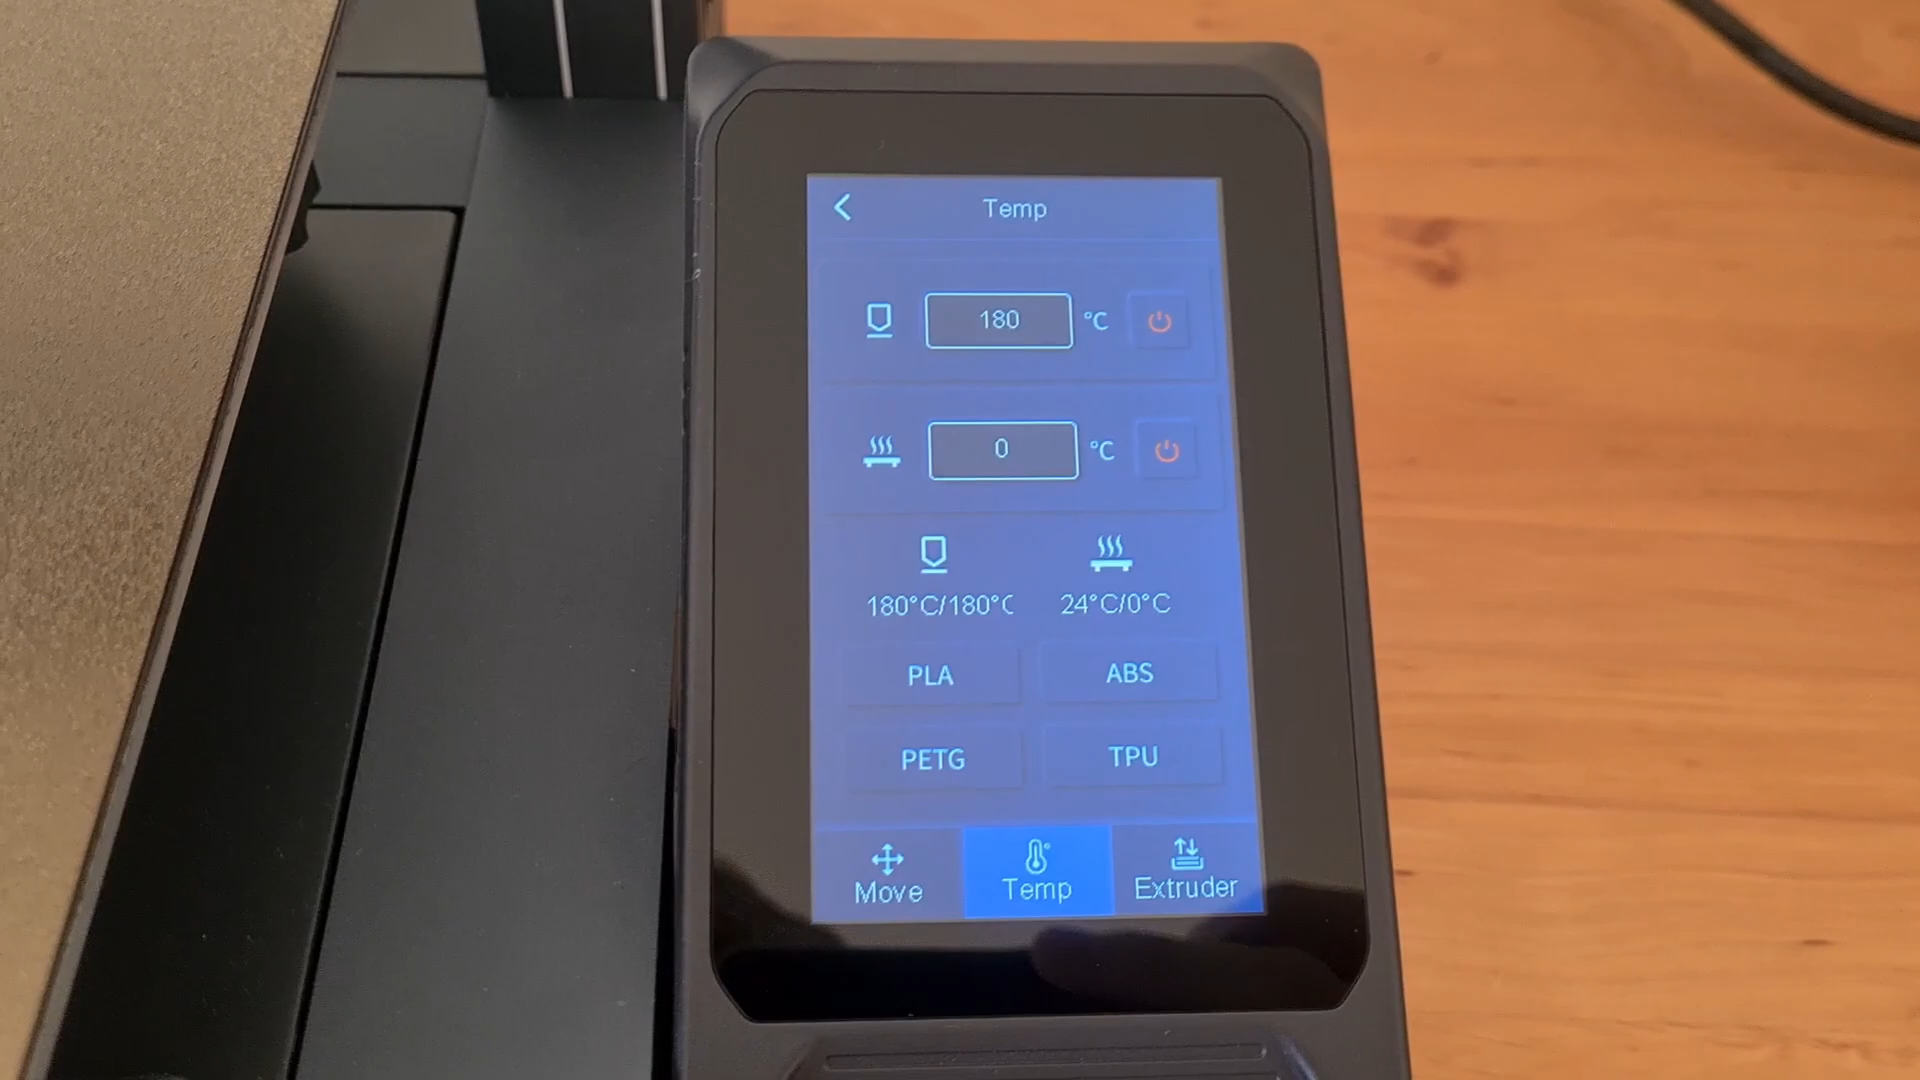 Temp
180 °C
0 °C
180°C/180°C 24°C/0°C
PLA ABS
PETG TPU
Move Temp Extruder